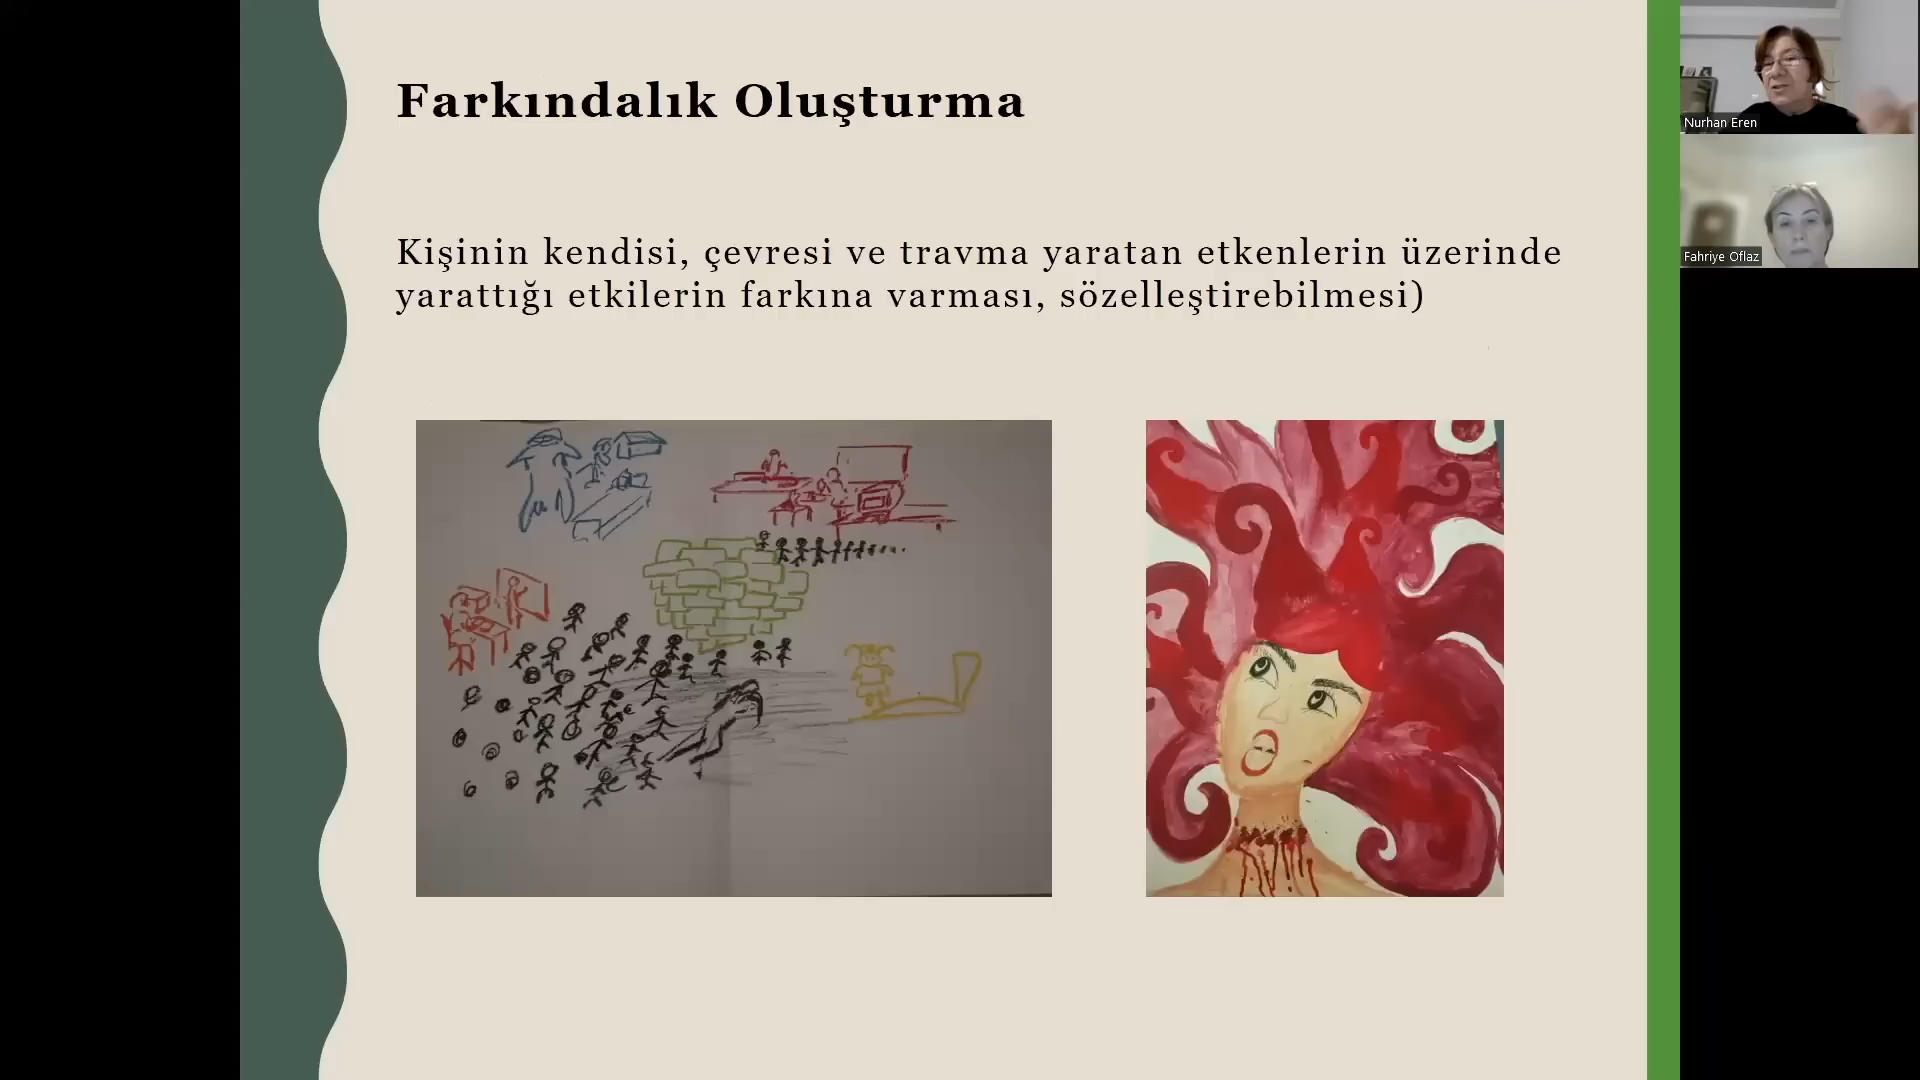 Farkındalık Oluşturma
Kişinin kendisi, çevresi ve travma yaratan etkenlerin üzerinde
yarattığı etkilerin farkına varması, sözelleştirebilmesi)
Nurhan Eren
Fahriye Oflaz